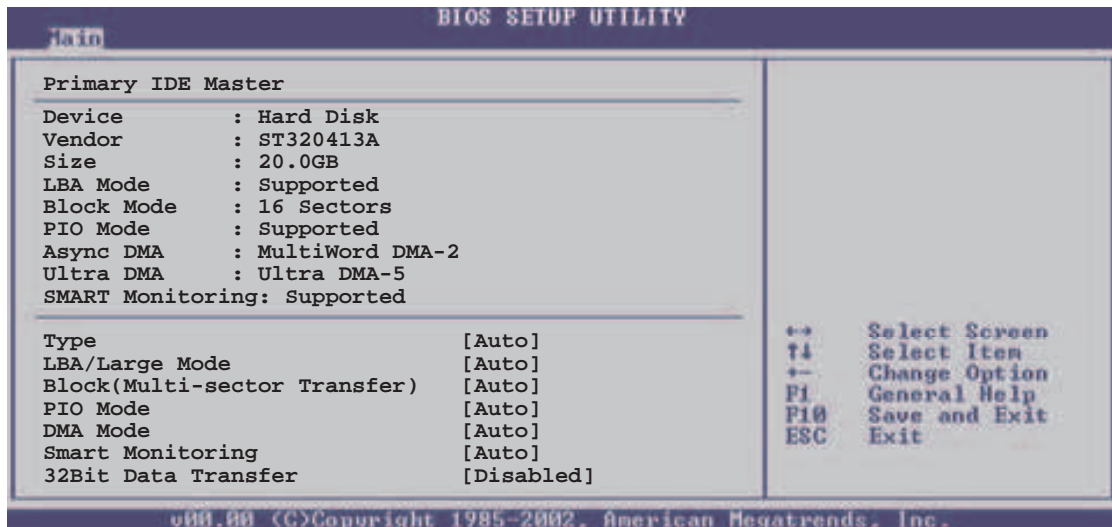 BIOS SETUP UTILITY
Main
Primary IDE Master
Device : Hard Disk
Vendor : ST320413A
Size : 20.0GB
LBA Mode : Supported
Block Mode : 16 Sectors
PIO Mode : Supported
Async DMA : MultiWord DMA-2
Ultra DMA : Ultra DMA-5
SMART Monitoring: Supported
Type [Auto]
LBA/Large Mode [Auto]
Block(Multi-sector Transfer) [Auto]
PIO Mode [Auto]
DMA Mode [Auto]
Smart Monitoring [Auto]
32Bit Data Transfer [Disabled]
←→ Select Screen
↑↓ Select Item
+- Change Option
F1 General Help
F10 Save and Exit
ESC Exit
v00.00 (C)Copyright 1985-2002, American Megatrends, Inc.